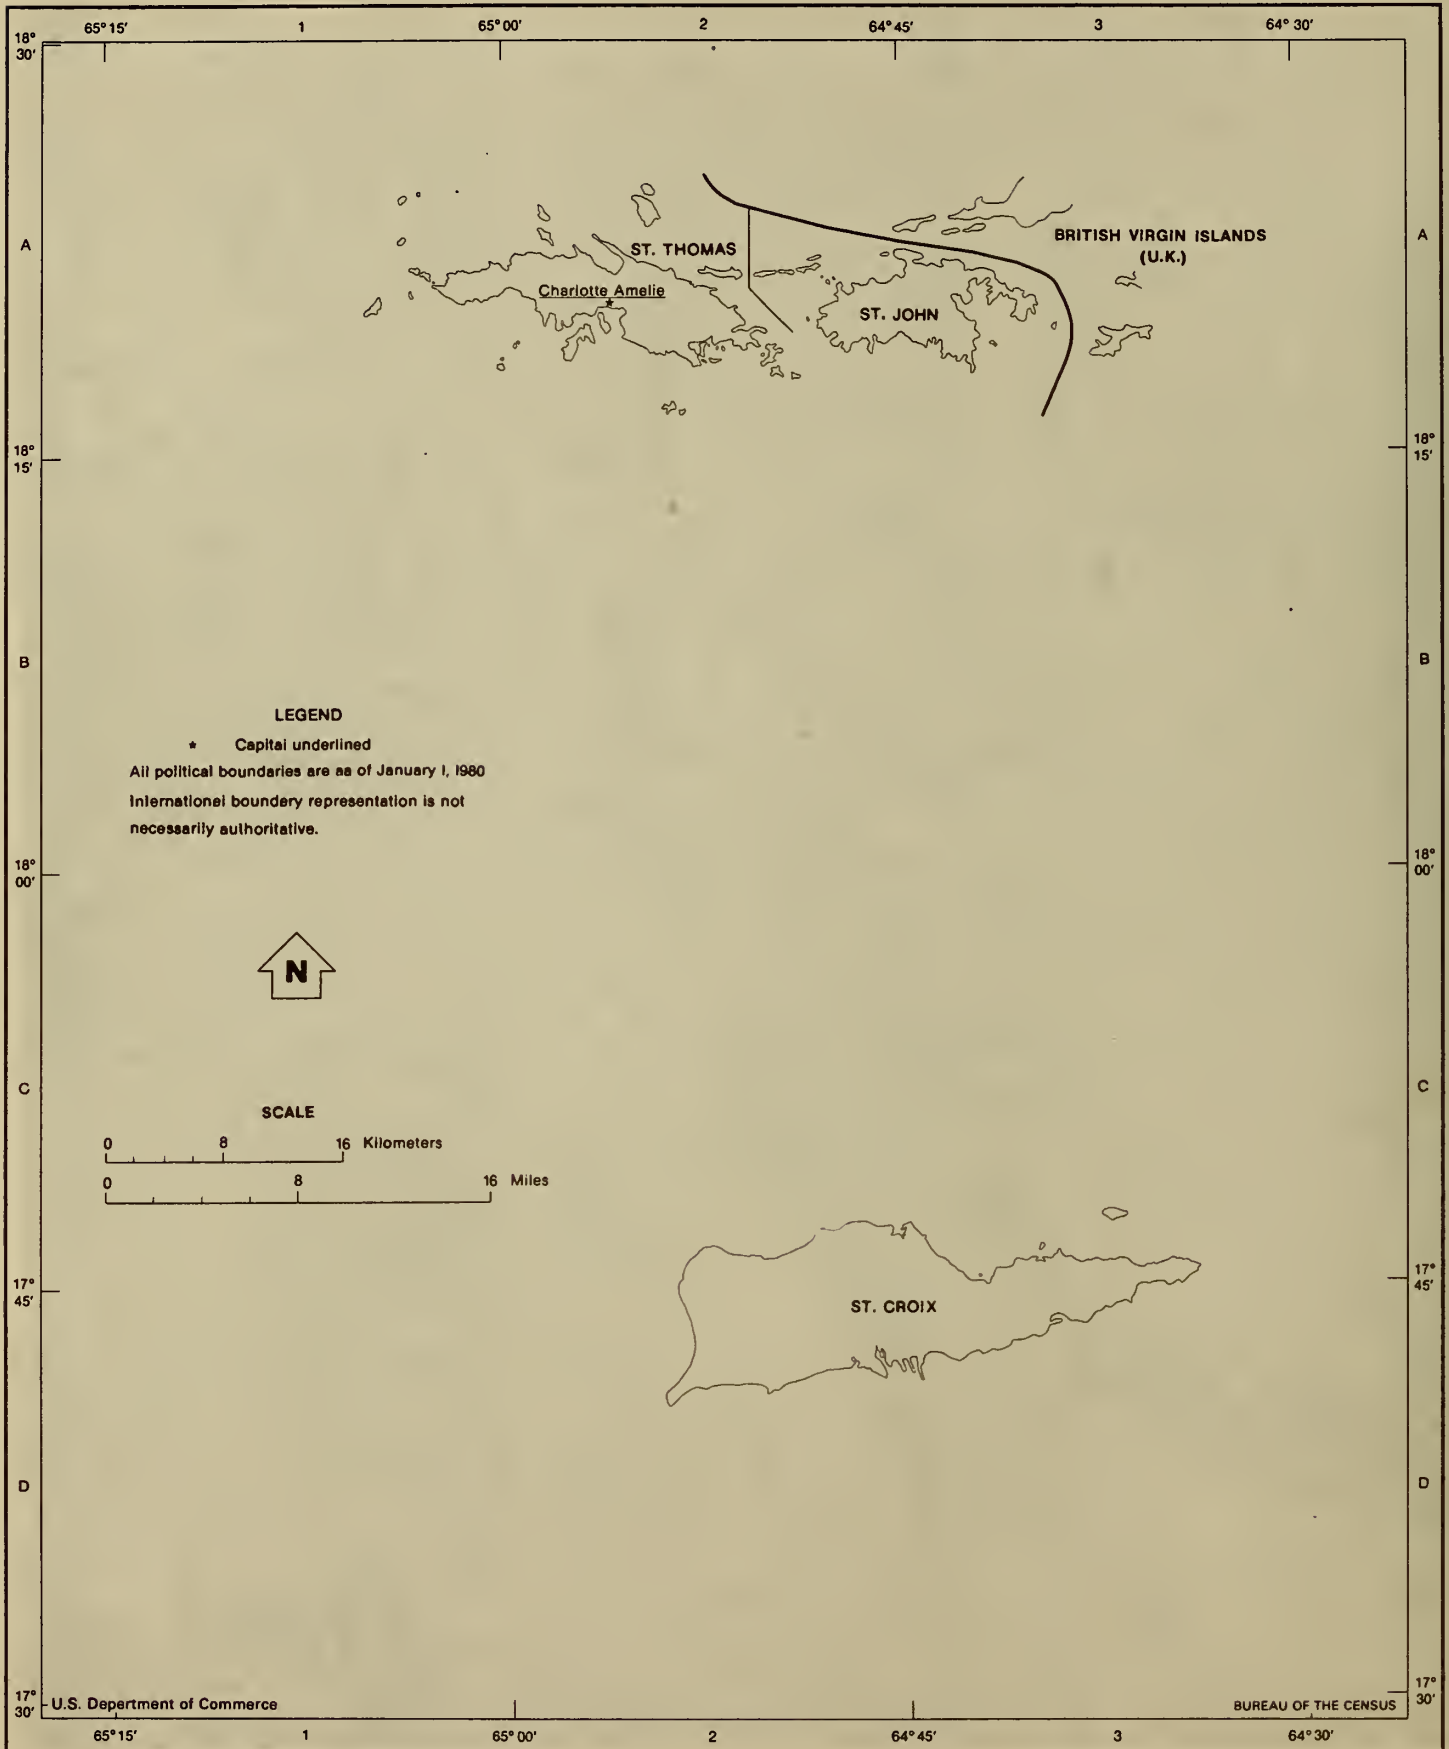 65°15′ 1 65°00′ 2 64°45′ 3 64°30′
18°
30′
A
A
ST. THOMAS
BRITISH VIRGIN ISLANDS
(U.K.)
Charlotte Amelie
ST. JOHN
18°
15′
18°
15′
B
B
LEGEND
★ Capital underlined
All political boundaries are as of January 1, 1980
International boundary representation is not
necessarily authoritative.
18°
00′
18°
00′
N
C
C
SCALE
0 8 16 Kilometers
0 8 16 Miles
17°
45′
17°
45′
ST. CROIX
D
D
17°
30′
17°
30′
U.S. Department of Commerce
BUREAU OF THE CENSUS
65°15′ 1 65°00′ 2 64°45′ 3 64°30′